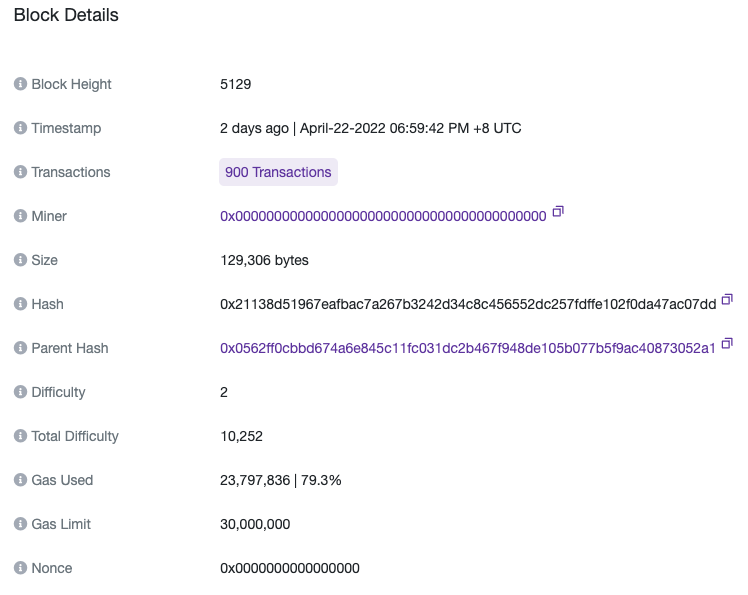 Block Details
Block Height 5129
Timestamp 2 days ago | April-22-2022 06:59:42 PM +8 UTC
Transactions 900 Transactions
Miner 0x0000000000000000000000000000000000000000
Size 129,306 bytes
Hash 0x21138d51967eafbac7a267b3242d34c8c456552dc257fdffe102f0da47ac07dd
Parent Hash 0x0562ff0cbbd674a6e845c11fc031dc2b467f948de105b077b5f9ac40873052a1
Difficulty 2
Total Difficulty 10,252
Gas Used 23,797,836 | 79.3%
Gas Limit 30,000,000
Nonce 0x0000000000000000